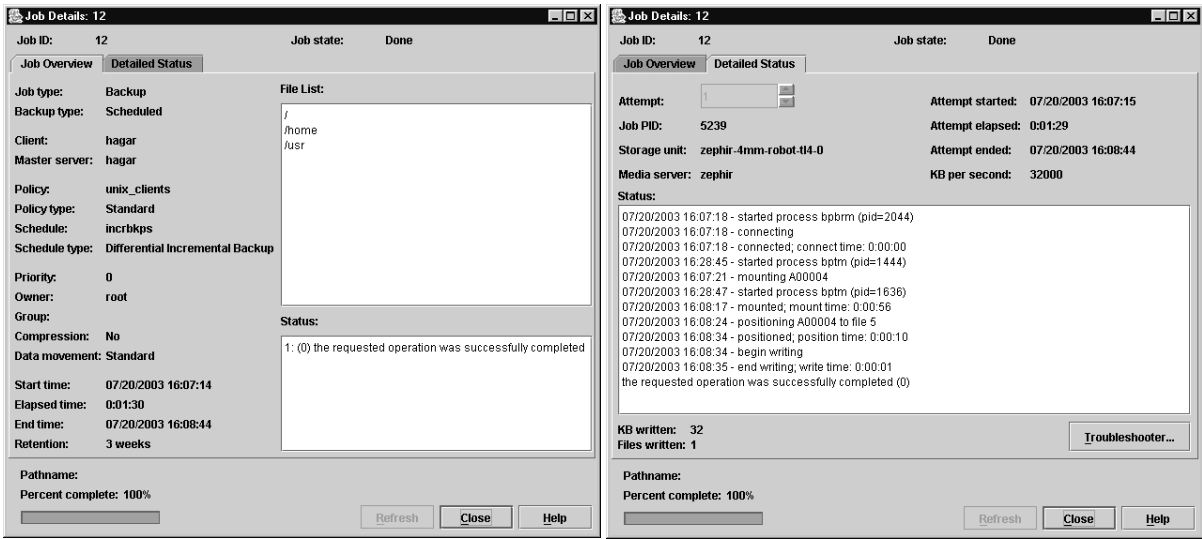 Job Details: 12
Job ID: 12 Job state: Done
Job Overview Detailed Status
Job type: Backup
Backup type: Scheduled
Client: hagar
Master server: hagar
Policy: unix_clients
Policy type: Standard
Schedule: incrbkps
Schedule type: Differential Incremental Backup
Priority: 0
Owner: root
Group:
Compression: No
Data movement: Standard
Start time: 07/20/2003 16:07:14
Elapsed time: 0:01:30
End time: 07/20/2003 16:08:44
Retention: 3 weeks
File List:
/
/home
/usr
Status:
1: (0) the requested operation was successfully completed
Pathname:
Percent complete: 100%
Refresh Close Help
Job Details: 12
Job ID: 12 Job state: Done
Job Overview Detailed Status
Attempt: 1 Attempt started: 07/20/2003 16:07:15
Job PID: 5239 Attempt elapsed: 0:01:29
Storage unit: zephir-4mm-robot-tl4-0 Attempt ended: 07/20/2003 16:08:44
Media server: zephir KB per second: 32000
Status:
07/20/2003 16:07:18 - started process bpbrm (pid=2044)
07/20/2003 16:07:18 - connecting
07/20/2003 16:07:18 - connected; connect time: 0:00:00
07/20/2003 16:28:45 - started process bptm (pid=1444)
07/20/2003 16:07:21 - mounting A00004
07/20/2003 16:28:47 - started process bptm (pid=1636)
07/20/2003 16:08:17 - mounted; mount time: 0:00:56
07/20/2003 16:08:24 - positioning A00004 to file 5
07/20/2003 16:08:34 - positioned; position time: 0:00:10
07/20/2003 16:08:34 - begin writing
07/20/2003 16:08:35 - end writing; write time: 0:00:01
the requested operation was successfully completed (0)
KB written: 32
Files written: 1
Troubleshooter...
Pathname:
Percent complete: 100%
Refresh Close Help